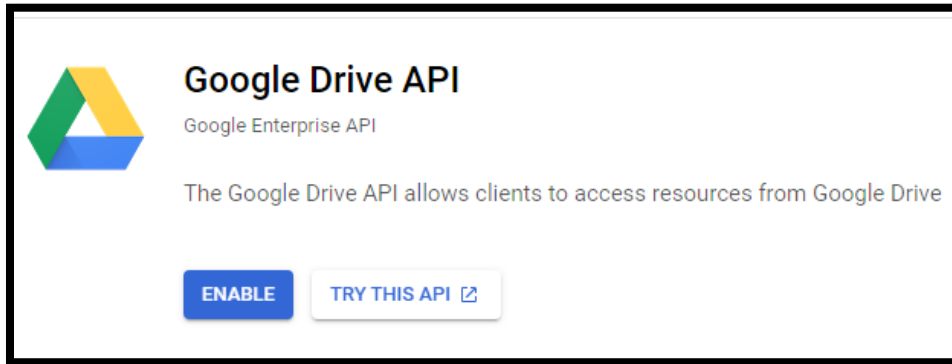 Google Drive API
Google Enterprise API
The Google Drive API allows clients to access resources from Google Drive
ENABLE
TRY THIS API